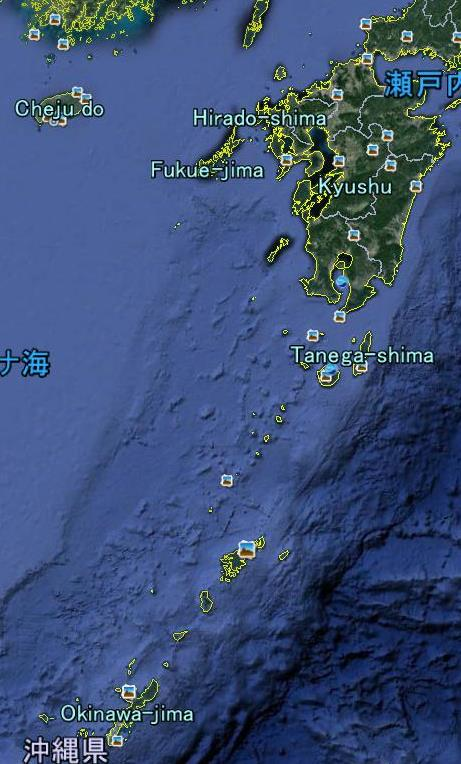 瀬戸内
Cheju do
Hirado-shima
Fukue-jima
Kyushu
Tanega-shima
ナ海
Okinawa-jima
沖縄県